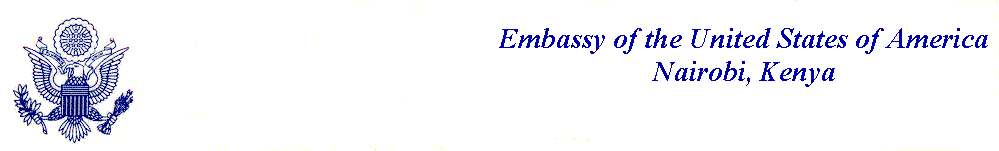 Embassy of the United States of America
Nairobi, Kenya